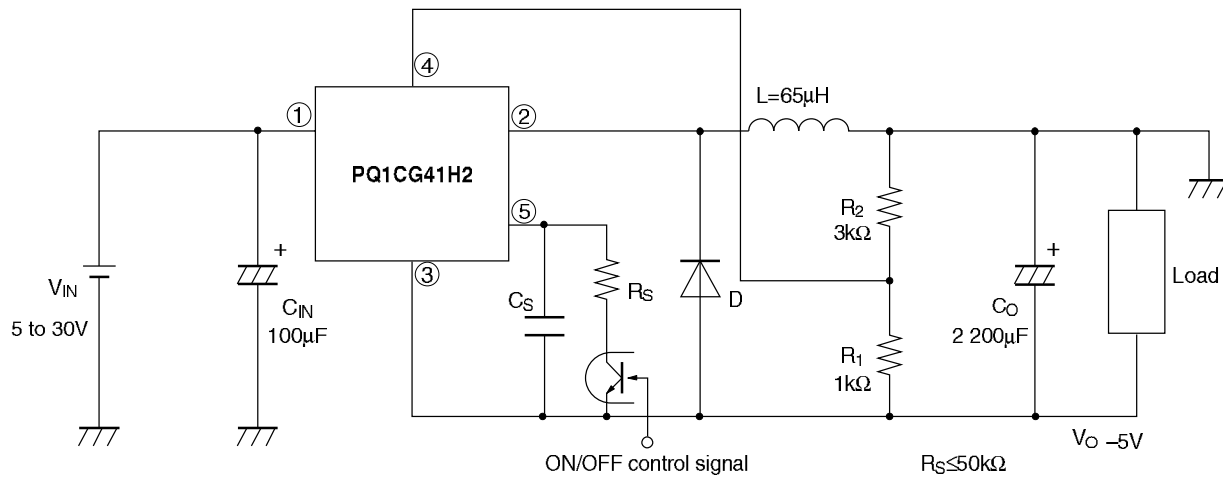 ④
L=65μH
①
②
PQ1CG41H2
⑤
R2
3kΩ
+
+
③
VIN
5 to 30V
CIN
100μF
CS
RS
D
CO
2 200μF
Load
R1
1kΩ
VO –5V
ON/OFF control signal
RS≤50kΩ